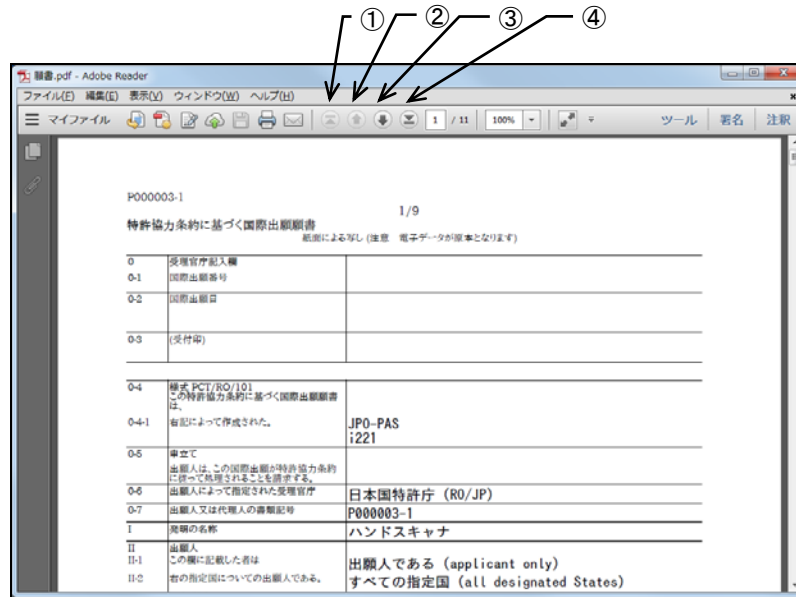 ① ② ③ ④
願書.pdf - Adobe Reader
ファイル(F) 編集(E) 表示(V) ウィンドウ(W) ヘルプ(H)
マイファイル 1 / 11 100% ツール 署名 注釈
P000003-1
1/9
特許協力条約に基づく国際出願願書
紙面による写し(注意 電子データが原本となります)
0 受理官庁記入欄
0-1 国際出願番号
0-2 国際出願日
0-3 (受付印)
0-4 様式 PCT/RO/101
この特許協力条約に基づく国際出願願書
は、
0-4-1 右記によって作成された。 JPO-PAS
i221
0-5 申立て
出願人は、この国際出願が特許協力条約
に従って処理されることを請求する。
0-6 出願人によって指定された受理官庁 日本国特許庁 (RO/JP)
0-7 出願人又は代理人の書類記号 P000003-1
I 発明の名称 ハンドスキャナ
II 出願人
II-1 この欄に記載した者は 出願人である (applicant only)
II-2 右の指定国についての出願人である。 すべての指定国 (all designated States)